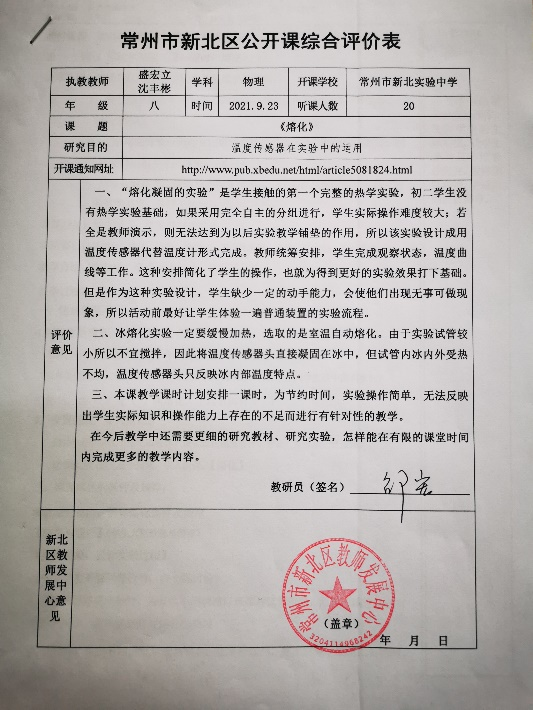 常州市新北区公开课综合评价表
执教教师 盛宏立 沈丰彬 学科 物理 开课学校 常州市新北实验中学
年 级 八 时间 2021.9.23 听课人数 20
课 题 《熔化》
研究目的 温度传感器在实验中的运用
开课通知网址 http://www.pub.xbedu.net/html/article5081824.html
评价意见
一、“熔化凝固的实验”是学生接触的第一个完整的热学实验，初二学生没
有热学实验基础，如果采用完全自主的分组进行，学生实际操作难度较大；若
全是教师演示，则无法达到为以后实验教学铺垫的作用，所以该实验设计成用
温度传感器代替温度计形式完成。教师统筹安排，学生完成观察状态，温度曲
线等工作。这种安排简化了学生的操作，也就为得到更好的实验效果打下基础。
但是作为这种实验设计，学生缺少一定的动手能力，会使他们出现无事可做现
象，所以活动前最好让学生体验一遍普通装置的实验流程。
二、冰熔化实验一定要缓慢加热，选取的是室温自动熔化。由于实验试管较
小所以不宜搅拌，因此将温度传感器头直接凝固在冰中，但试管内冰内外受热
不均，温度传感器头只反映冰内部温度特点。
三、本课教学课时计划安排一课时，为节约时间，实验操作简单，无法反映
出学生实际知识和操作能力上存在的不足而进行有针对性的教学。
在今后教学中还需要更细的研究教材、研究实验，怎样能在有限的课堂时间
内完成更多的教学内容。
教研员（签名）
新北区教师发展中心意见
常州市新北区教师发展中心
（盖章）
3204114968242
年 月 日